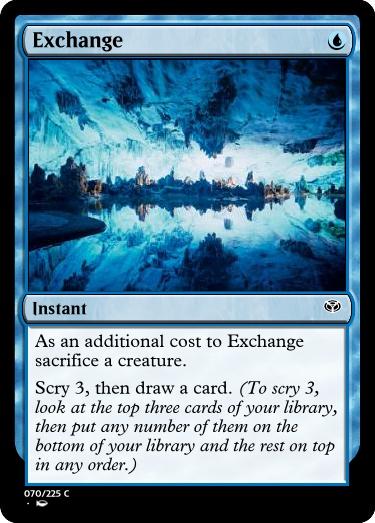 Exchange
Instant
As an additional cost to Exchange
sacrifice a creature.
Scry 3, then draw a card. (To scry 3,
look at the top three cards of your library,
then put any number of them on the
bottom of your library and the rest on top
in any order.)
070/225 C